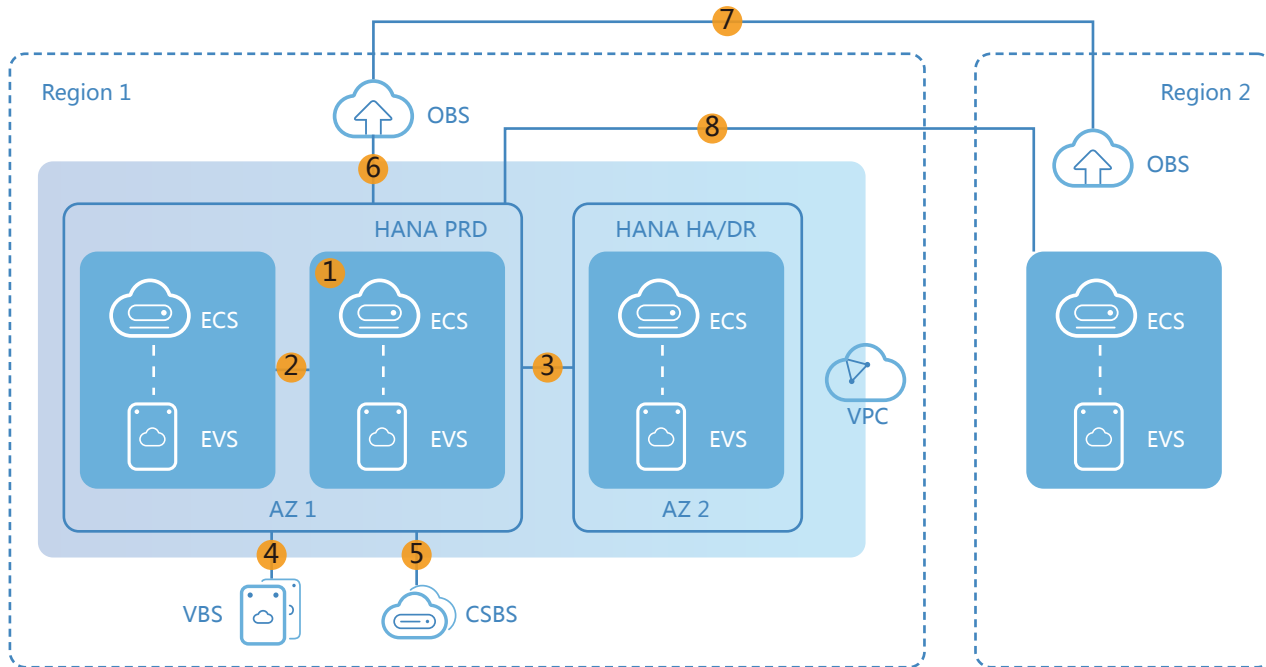 7
Region 1
Region 2
OBS
8
OBS
6
HANA PRD
HANA HA/DR
1
ECS
ECS
ECS
ECS
2
3
VPC
EVS
EVS
EVS
EVS
AZ 1
AZ 2
4
5
VBS
CSBS